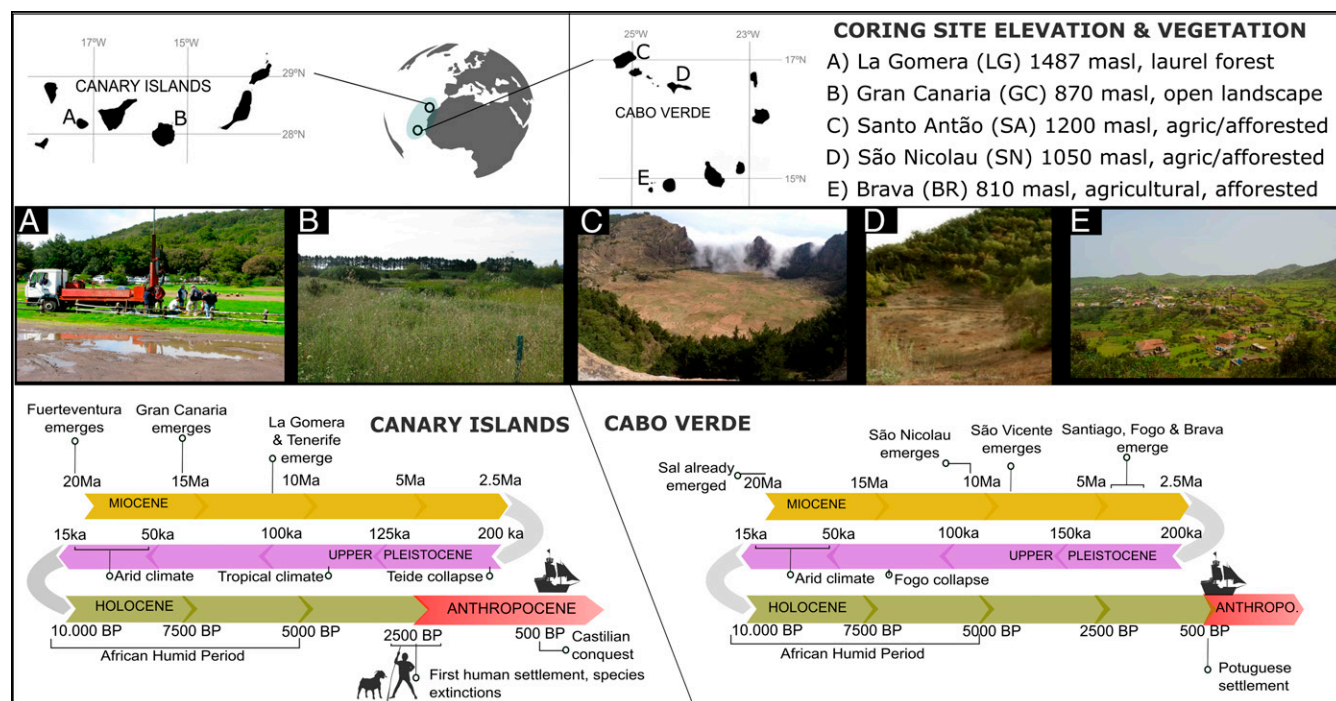 17ºW
15ºW
29ºN
CANARY ISLANDS
A
B
28ºN
25ºW
23ºW
C
17ºN
D
CABO VERDE
E
15ºN
CORING SITE ELEVATION & VEGETATION
A) La Gomera (LG) 1487 masl, laurel forest
B) Gran Canaria (GC) 870 masl, open landscape
C) Santo Antão (SA) 1200 masl, agric/afforested
D) São Nicolau (SN) 1050 masl, agric/afforested
E) Brava (BR) 810 masl, agricultural, afforested
A
B
C
D
E
CANARY ISLANDS
Fuerteventura
emerges
Gran Canaria
emerges
La Gomera
& Tenerife
emerge
20Ma
15Ma
10Ma
5Ma
2.5Ma
MIOCENE
15ka
50ka
100ka
125ka
200 ka
UPPER
PLEISTOCENE
Arid climate
Tropical climate
Teide collapse
HOLOCENE
ANTHROPOCENE
10.000 BP
7500 BP
5000 BP
2500 BP
500 BP
African Humid Period
Castilian
conquest
First human settlement, species
extinctions
CABO VERDE
Sal already
emerged
São Nicolau
emerges
São Vicente
emerges
Santiago, Fogo & Brava
emerge
20Ma
15Ma
10Ma
5Ma
2.5Ma
MIOCENE
15ka
50ka
100ka
150ka
200ka
UPPER
PLEISTOCENE
Arid climate
Fogo collapse
HOLOCENE
ANTHROPO.
10.000 BP
7500 BP
5000 BP
2500 BP
500 BP
African Humid Period
Potuguese
settlement